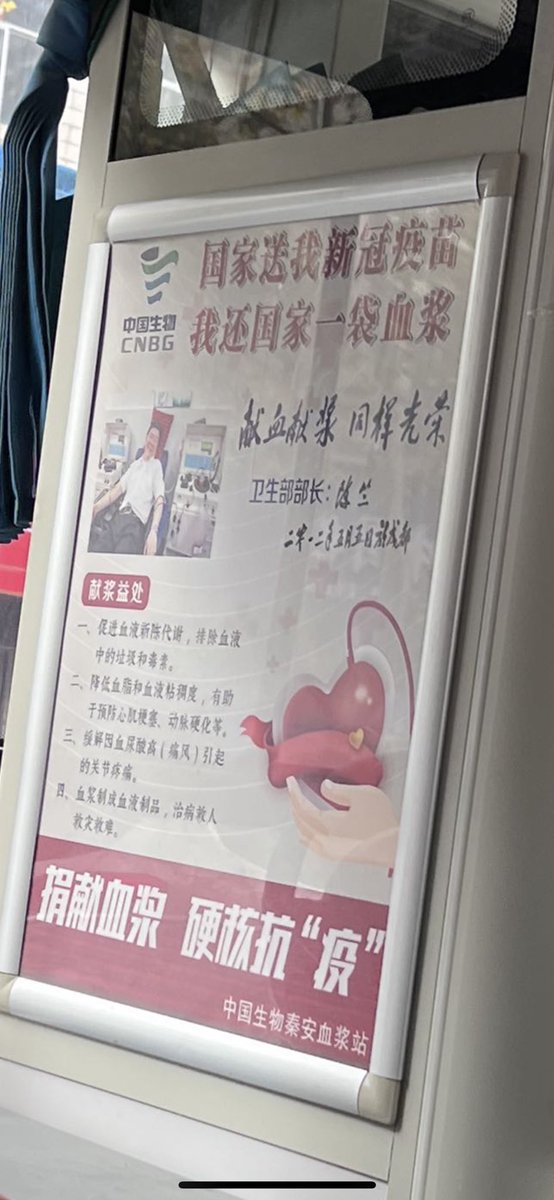 国家送我新冠疫苗
我还国家一袋血浆
中国生物
CNBG
献血献浆 同样光荣
卫生部部长：陈竺
二零一二年五月五日于成都
献浆益处
一、促进血液新陈代谢，排除血液
中的垃圾和毒素。
二、降低血脂和血液粘稠度，有助
于预防心肌梗塞、动脉硬化等。
三、缓解因血尿酸高（痛风）引起
的关节疼痛。
四、血浆制成血液制品，治病救人
救灾救难。
捐献血浆 硬核抗“疫”
中国生物秦安血浆站